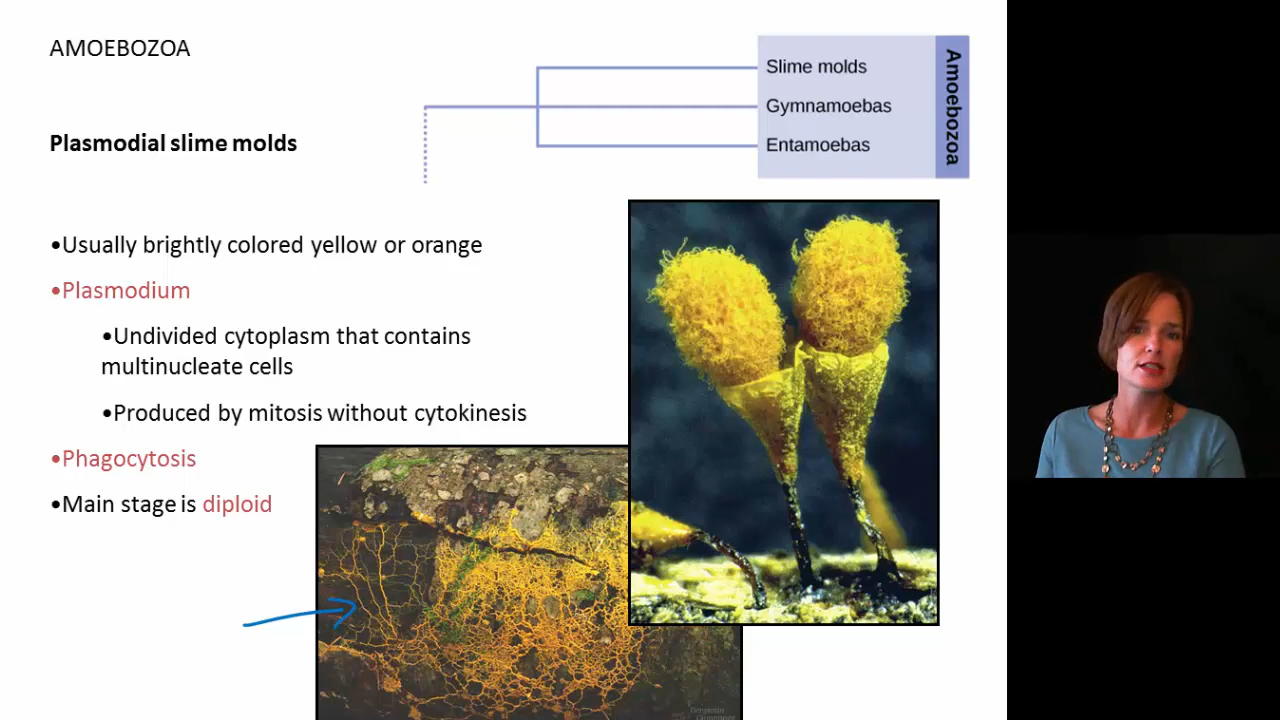 AMOEBOZOA
Slime molds
Gymnamoebas
Entamoebas
Amoebozoa
Plasmodial slime molds
•Usually brightly colored yellow or orange
•Plasmodium
•Undivided cytoplasm that contains
multinucleate cells
•Produced by mitosis without cytokinesis
•Phagocytosis
•Main stage is diploid